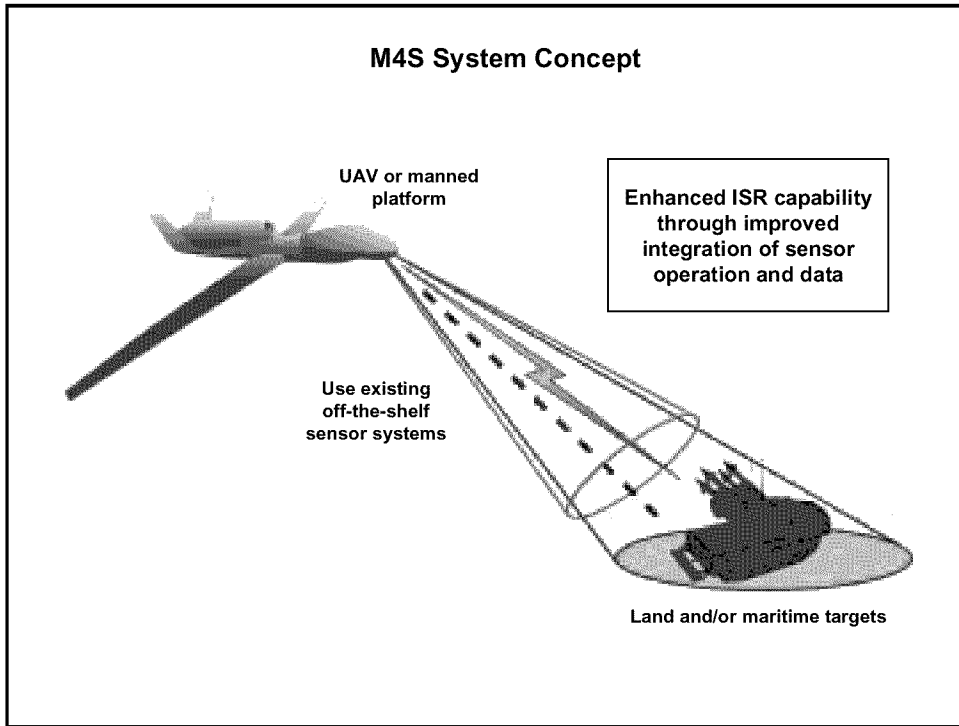 M4S System Concept
UAV or manned
platform
Enhanced ISR capability
through improved
integration of sensor
operation and data
Use existing
off-the-shelf
sensor systems
Land and/or maritime targets